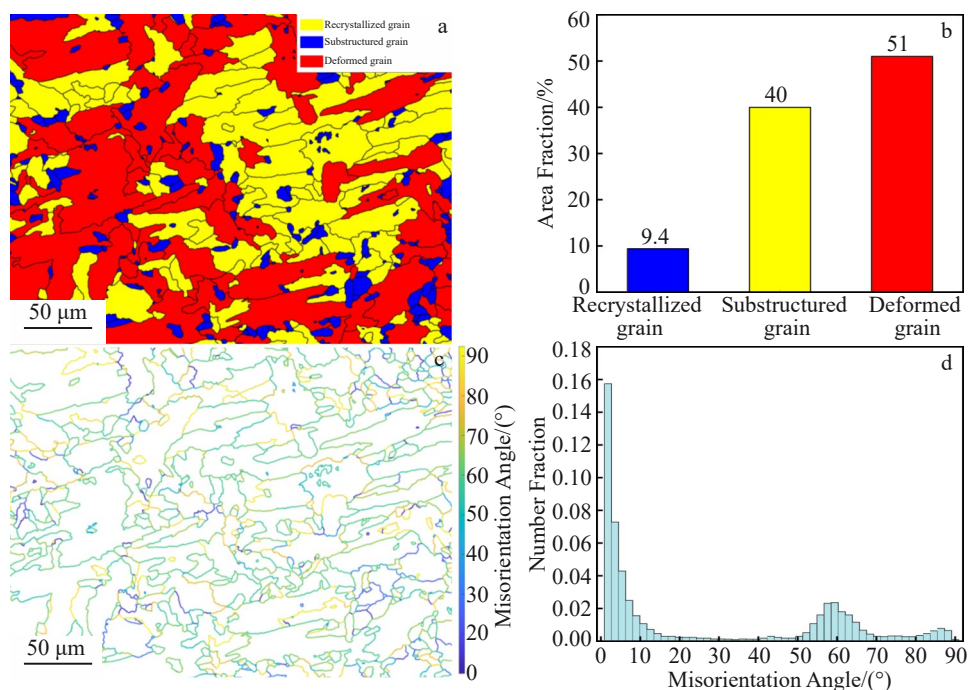 a
Recrystallized grain
Substructured grain
Deformed grain
50 μm
b
Area Fraction/%
60
50
40
30
20
10
0
9.4
40
51
Recrystallized grain
Substructured grain
Deformed grain
c
50 μm
Misorientation Angle/(°)
90
80
70
60
50
40
30
20
10
0
d
Number Fraction
0.18
0.16
0.14
0.12
0.10
0.08
0.06
0.04
0.02
0.00
0 10 20 30 40 50 60 70 80 90
Misorientation Angle/(°)